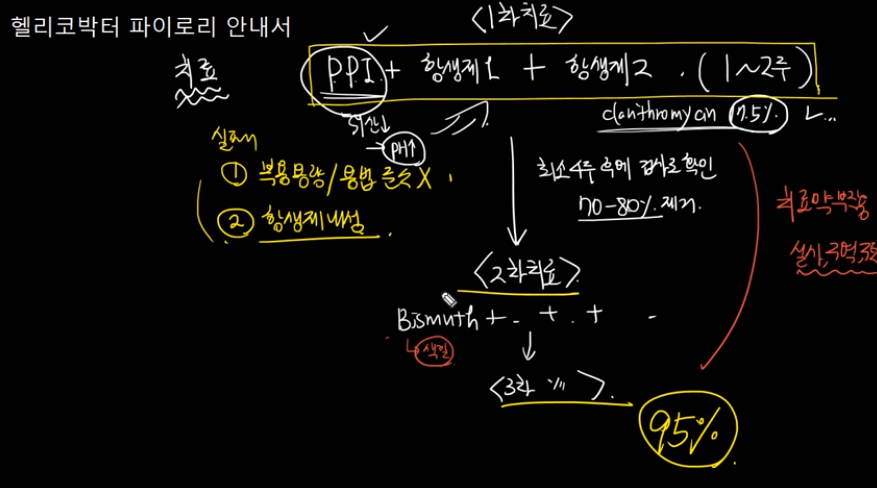 헬리코박터 파이로리 안내서
<1차치료>
치료
P.P.I + 항생제1 + 항생제2 . (1~2주)
위산↓
→ PH↑
clarithromycin 17.5%
실패
① 복용용량/용법 준수X
② 항생제내성
최소4주후에 검사로 확인
70-80% 제거.
<2차치료>
Bismuth + - + . + -
↳ 색깔
<3차 〃>
95%
치료약부작용
설사,구역,구토